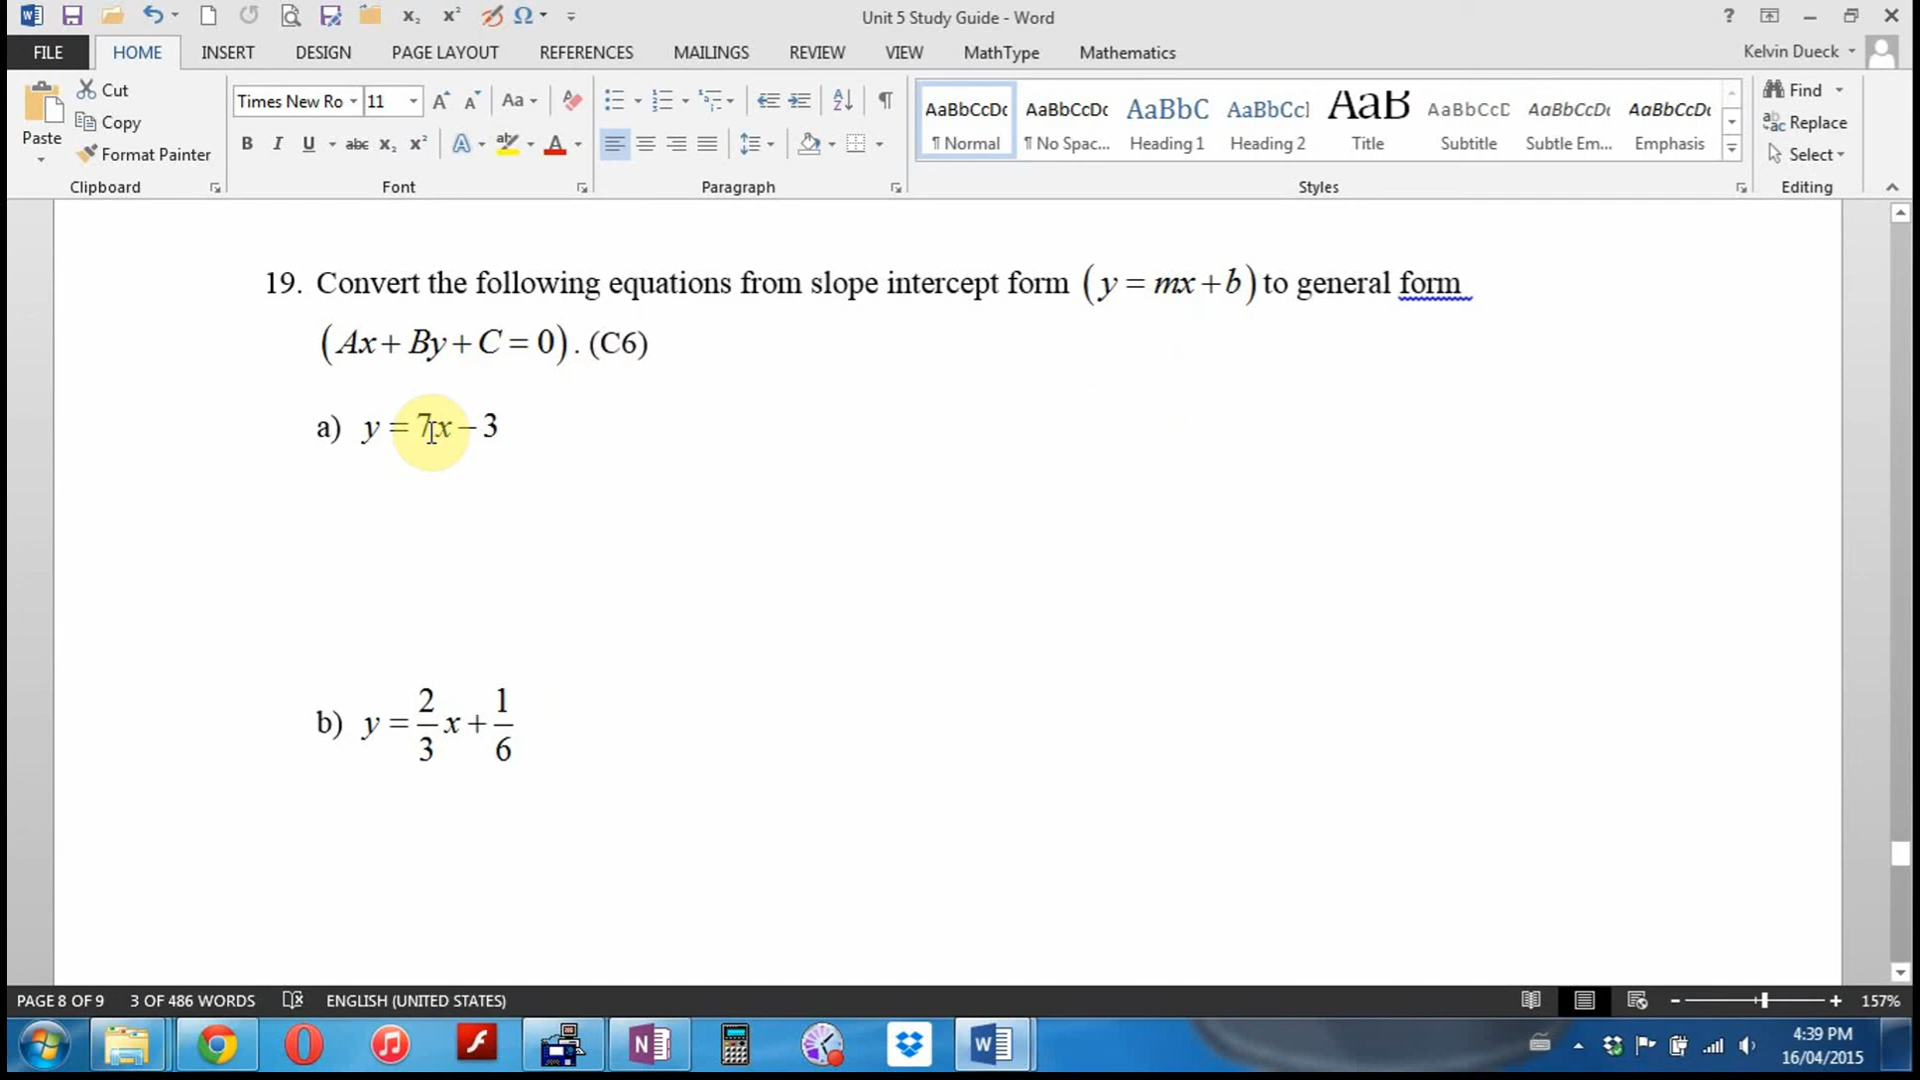 Unit 5 Study Guide - Word
FILE HOME INSERT DESIGN PAGE LAYOUT REFERENCES MAILINGS REVIEW VIEW MathType Mathematics Kelvin Dueck
Paste Cut Copy Format Painter
Times New Ro 11
AaBbCcDc AaBbCcDc AaBbC AaBbCcI AaB AaBbCcD AaBbCcDc AaBbCcDc
¶ Normal ¶ No Spac... Heading 1 Heading 2 Title Subtitle Subtle Em... Emphasis
Find Replace Select
Clipboard Font Paragraph Styles Editing
19. Convert the following equations from slope intercept form (y = mx + b) to general form
(Ax + By + C = 0). (C6)
a) y = 7x − 3
b) y = 2/3 x + 1/6
PAGE 8 OF 9 3 OF 486 WORDS ENGLISH (UNITED STATES) 157%
4:39 PM
16/04/2015